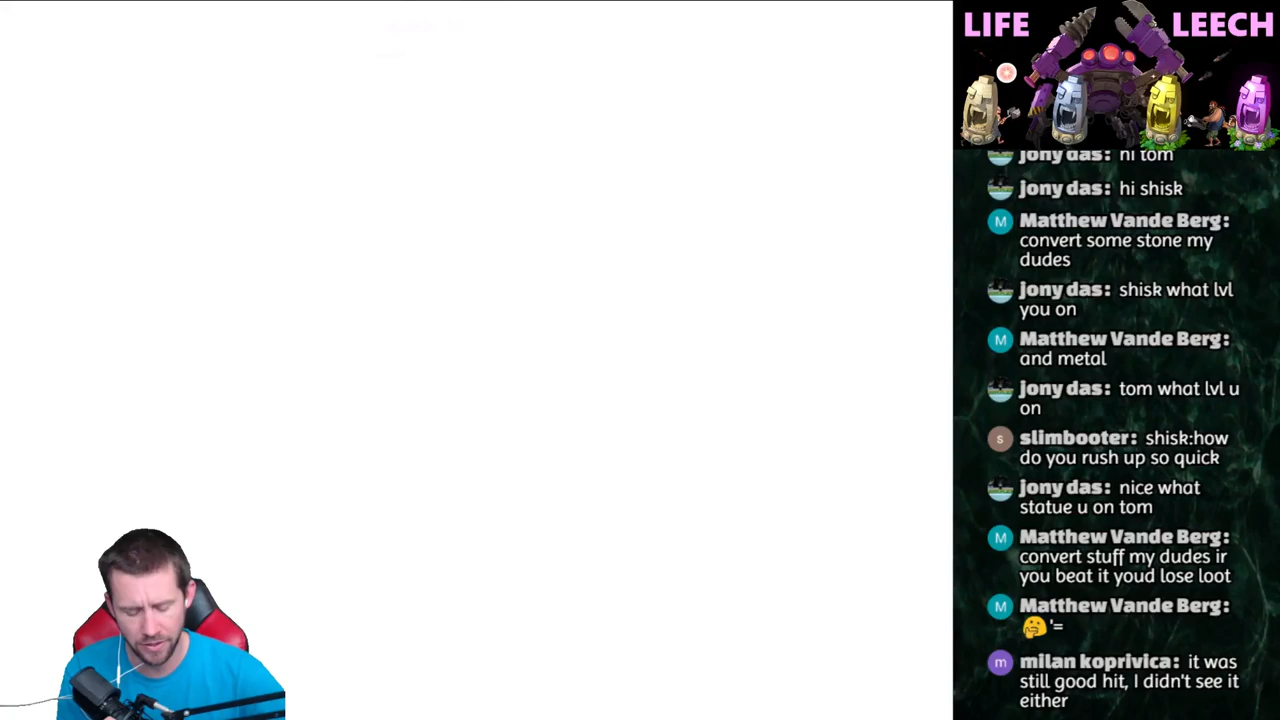 LIFE LEECH
jony das: hi tom
jony das: hi shisk
Matthew Vande Berg:
convert some stone my
dudes
jony das: shisk what lvl
you on
Matthew Vande Berg:
and metal
jony das: tom what lvl u
on
slimbooter: shisk:how
do you rush up so quick
jony das: nice what
statue u on tom
Matthew Vande Berg:
convert stuff my dudes ir
you beat it youd lose loot
Matthew Vande Berg:
🤔 '=
milan koprivica: it was
still good hit, I didn't see it
either